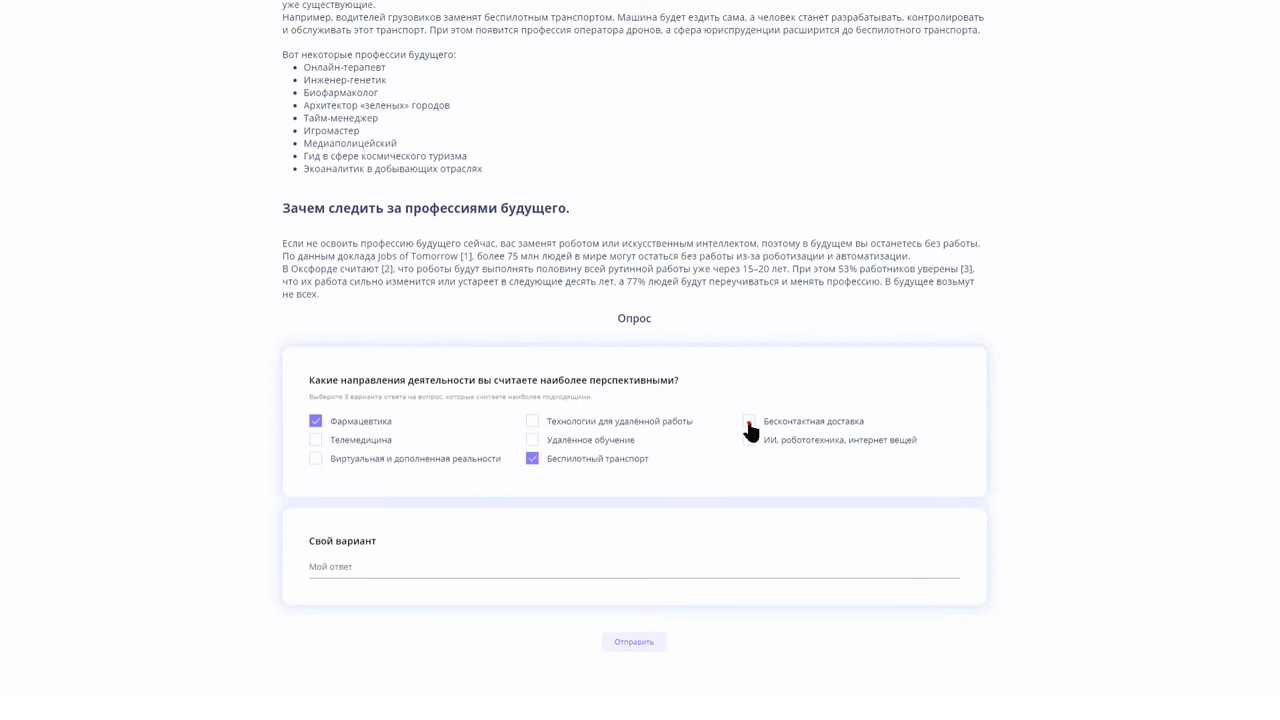 уже существующие.
Например, водителей грузовиков заменят беспилотным транспортом. Машина будет ездить сама, а человек станет разрабатывать, контролировать
и обслуживать этот транспорт. При этом появится профессия оператора дронов, а сфера юриспруденции расширится до беспилотного транспорта.
Вот некоторые профессии будущего:
• Онлайн-терапевт
• Инженер-генетик
• Биофармаколог
• Архитектор «зеленых» городов
• Тайм-менеджер
• Игромастер
• Медиаполицейский
• Гид в сфере космического туризма
• Экоаналитик в добывающих отраслях
Зачем следить за профессиями будущего.
Если не освоить профессию будущего сейчас, вас заменят роботом или искусственным интеллектом, поэтому в будущем вы останетесь без работы.
По данным доклада Jobs of Tomorrow [1], более 75 млн людей в мире могут остаться без работы из-за роботизации и автоматизации.
В Оксфорде считают [2], что роботы будут выполнять половину всей рутинной работы уже через 15–20 лет. При этом 53% работников уверены [3],
что их работа сильно изменится или устареет в следующие десять лет, а 77% людей будут переучиваться и менять профессию. В будущее возьмут
не всех.
Опрос
Какие направления деятельности вы считаете наиболее перспективными?
Выберите 3 варианта ответа на вопрос, которые считаете наиболее подходящими.
Фармацевтика
Телемедицина
Виртуальная и дополненная реальности
Технологии для удалённой работы
Удалённое обучение
Беспилотный транспорт
Бесконтактная доставка
ИИ, робототехника, интернет вещей
Свой вариант
Мой ответ
Отправить